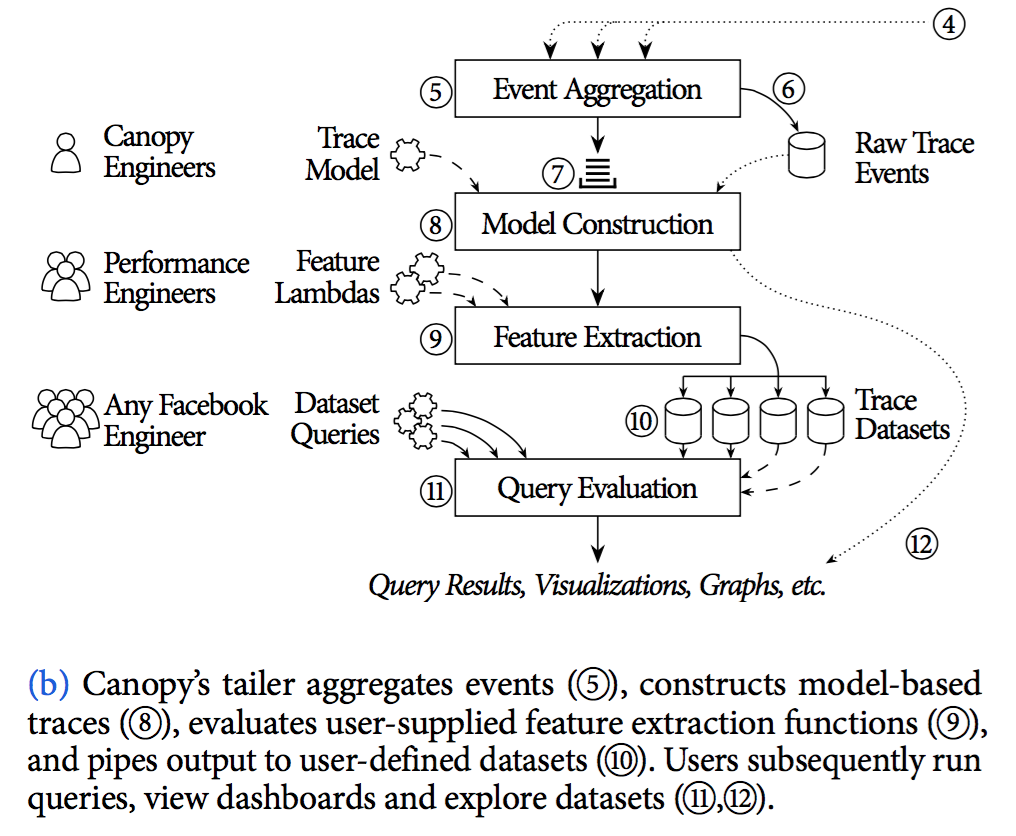 ④
⑤ Event Aggregation ⑥
Canopy
Engineers
Trace
Model
⑦
Raw Trace
Events
⑧ Model Construction
Performance
Engineers
Feature
Lambdas
⑨ Feature Extraction
Any Facebook
Engineer
Dataset
Queries
⑩
Trace
Datasets
⑪ Query Evaluation
⑫
Query Results, Visualizations, Graphs, etc.
(b) Canopy’s tailer aggregates events (⑤), constructs model-based
traces (⑧), evaluates user-supplied feature extraction functions (⑨),
and pipes output to user-defined datasets (⑩). Users subsequently run
queries, view dashboards and explore datasets (⑪,⑫).